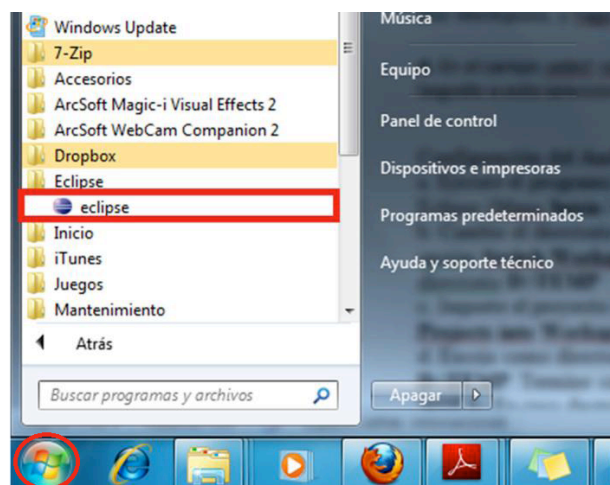 Windows Update
7-Zip
Accesorios
ArcSoft Magic-i Visual Effects 2
ArcSoft WebCam Companion 2
Dropbox
Eclipse
eclipse
Inicio
iTunes
Juegos
Mantenimiento
Atrás
Buscar programas y archivos
Música
Equipo
Panel de control
Dispositivos e impresoras
Programas predeterminados
Ayuda y soporte técnico
Apagar